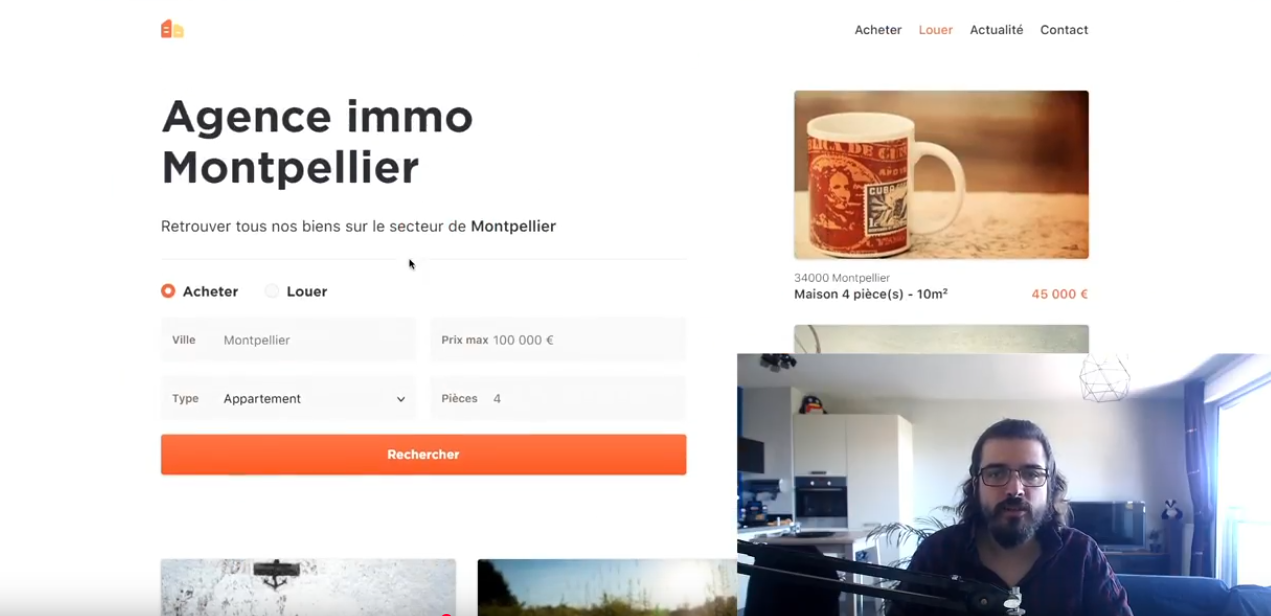 Acheter Louer Actualité Contact
Agence immo
Montpellier
Retrouver tous nos biens sur le secteur de Montpellier
Acheter Louer
Ville Montpellier Prix max 100 000 €
Type Appartement Pièces 4
Rechercher
34000 Montpellier
Maison 4 pièce(s) - 10m² 45 000 €